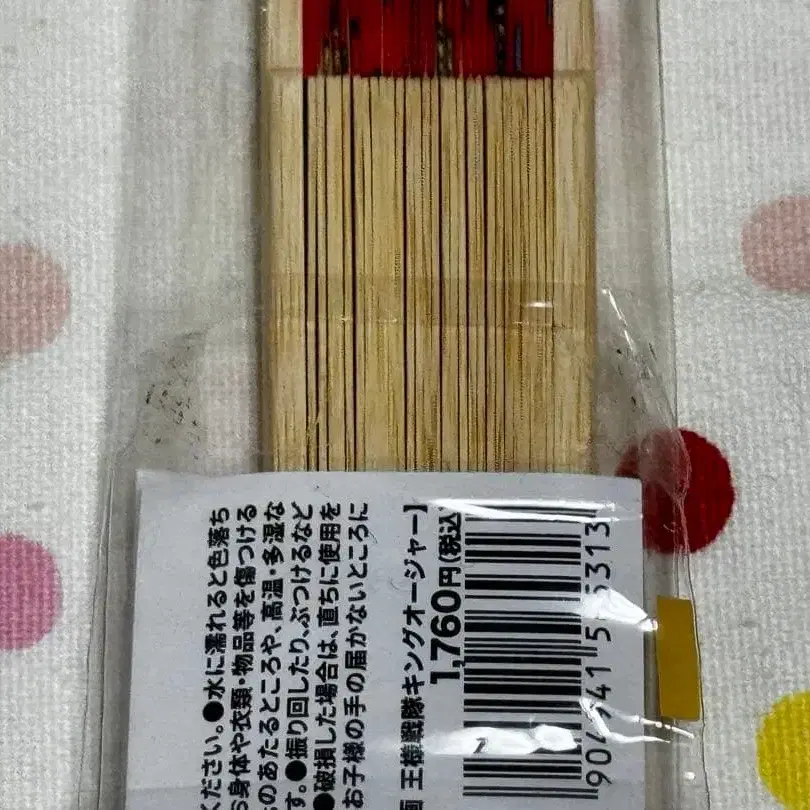 ください。●水に濡れると色落ち
お身体や衣類・物品等を傷つける
のあたるところや、高温・多湿な
す。●振り回したり、ぶつけるなど
●破損した場合は、直ちに使用を
お子様の手の届かないところに
画 王様戦隊キングオージャー】
1,760円(税込